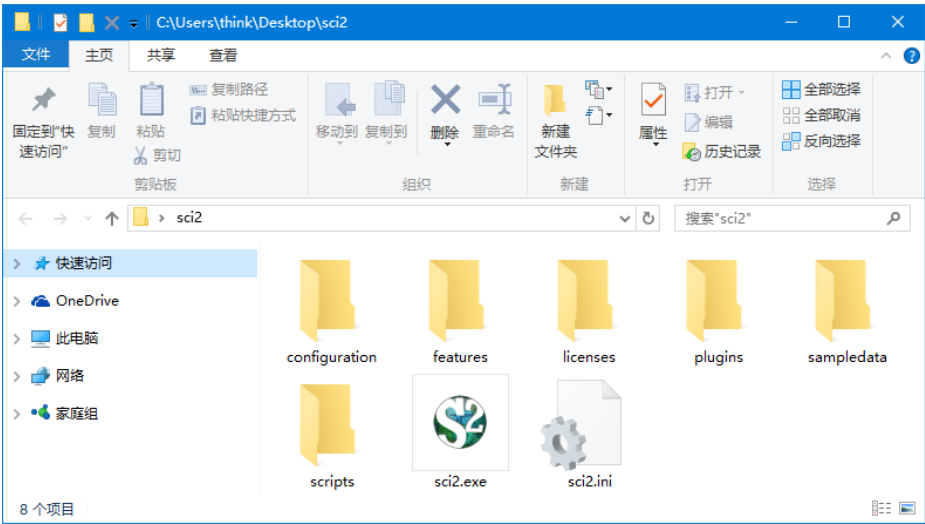 C:\Users\think\Desktop\sci2
文件 主页 共享 查看
固定到"快速访问"
复制
粘贴
复制路径
粘贴快捷方式
剪切
移动到 复制到 删除 重命名
新建
文件夹
属性
打开
编辑
历史记录
全部选择
全部取消
反向选择
剪贴板 组织 新建 打开 选择
sci2
搜索"sci2"
快速访问
OneDrive
此电脑
网络
家庭组
configuration features licenses plugins sampledata
S2
scripts sci2.exe sci2.ini
8 个项目